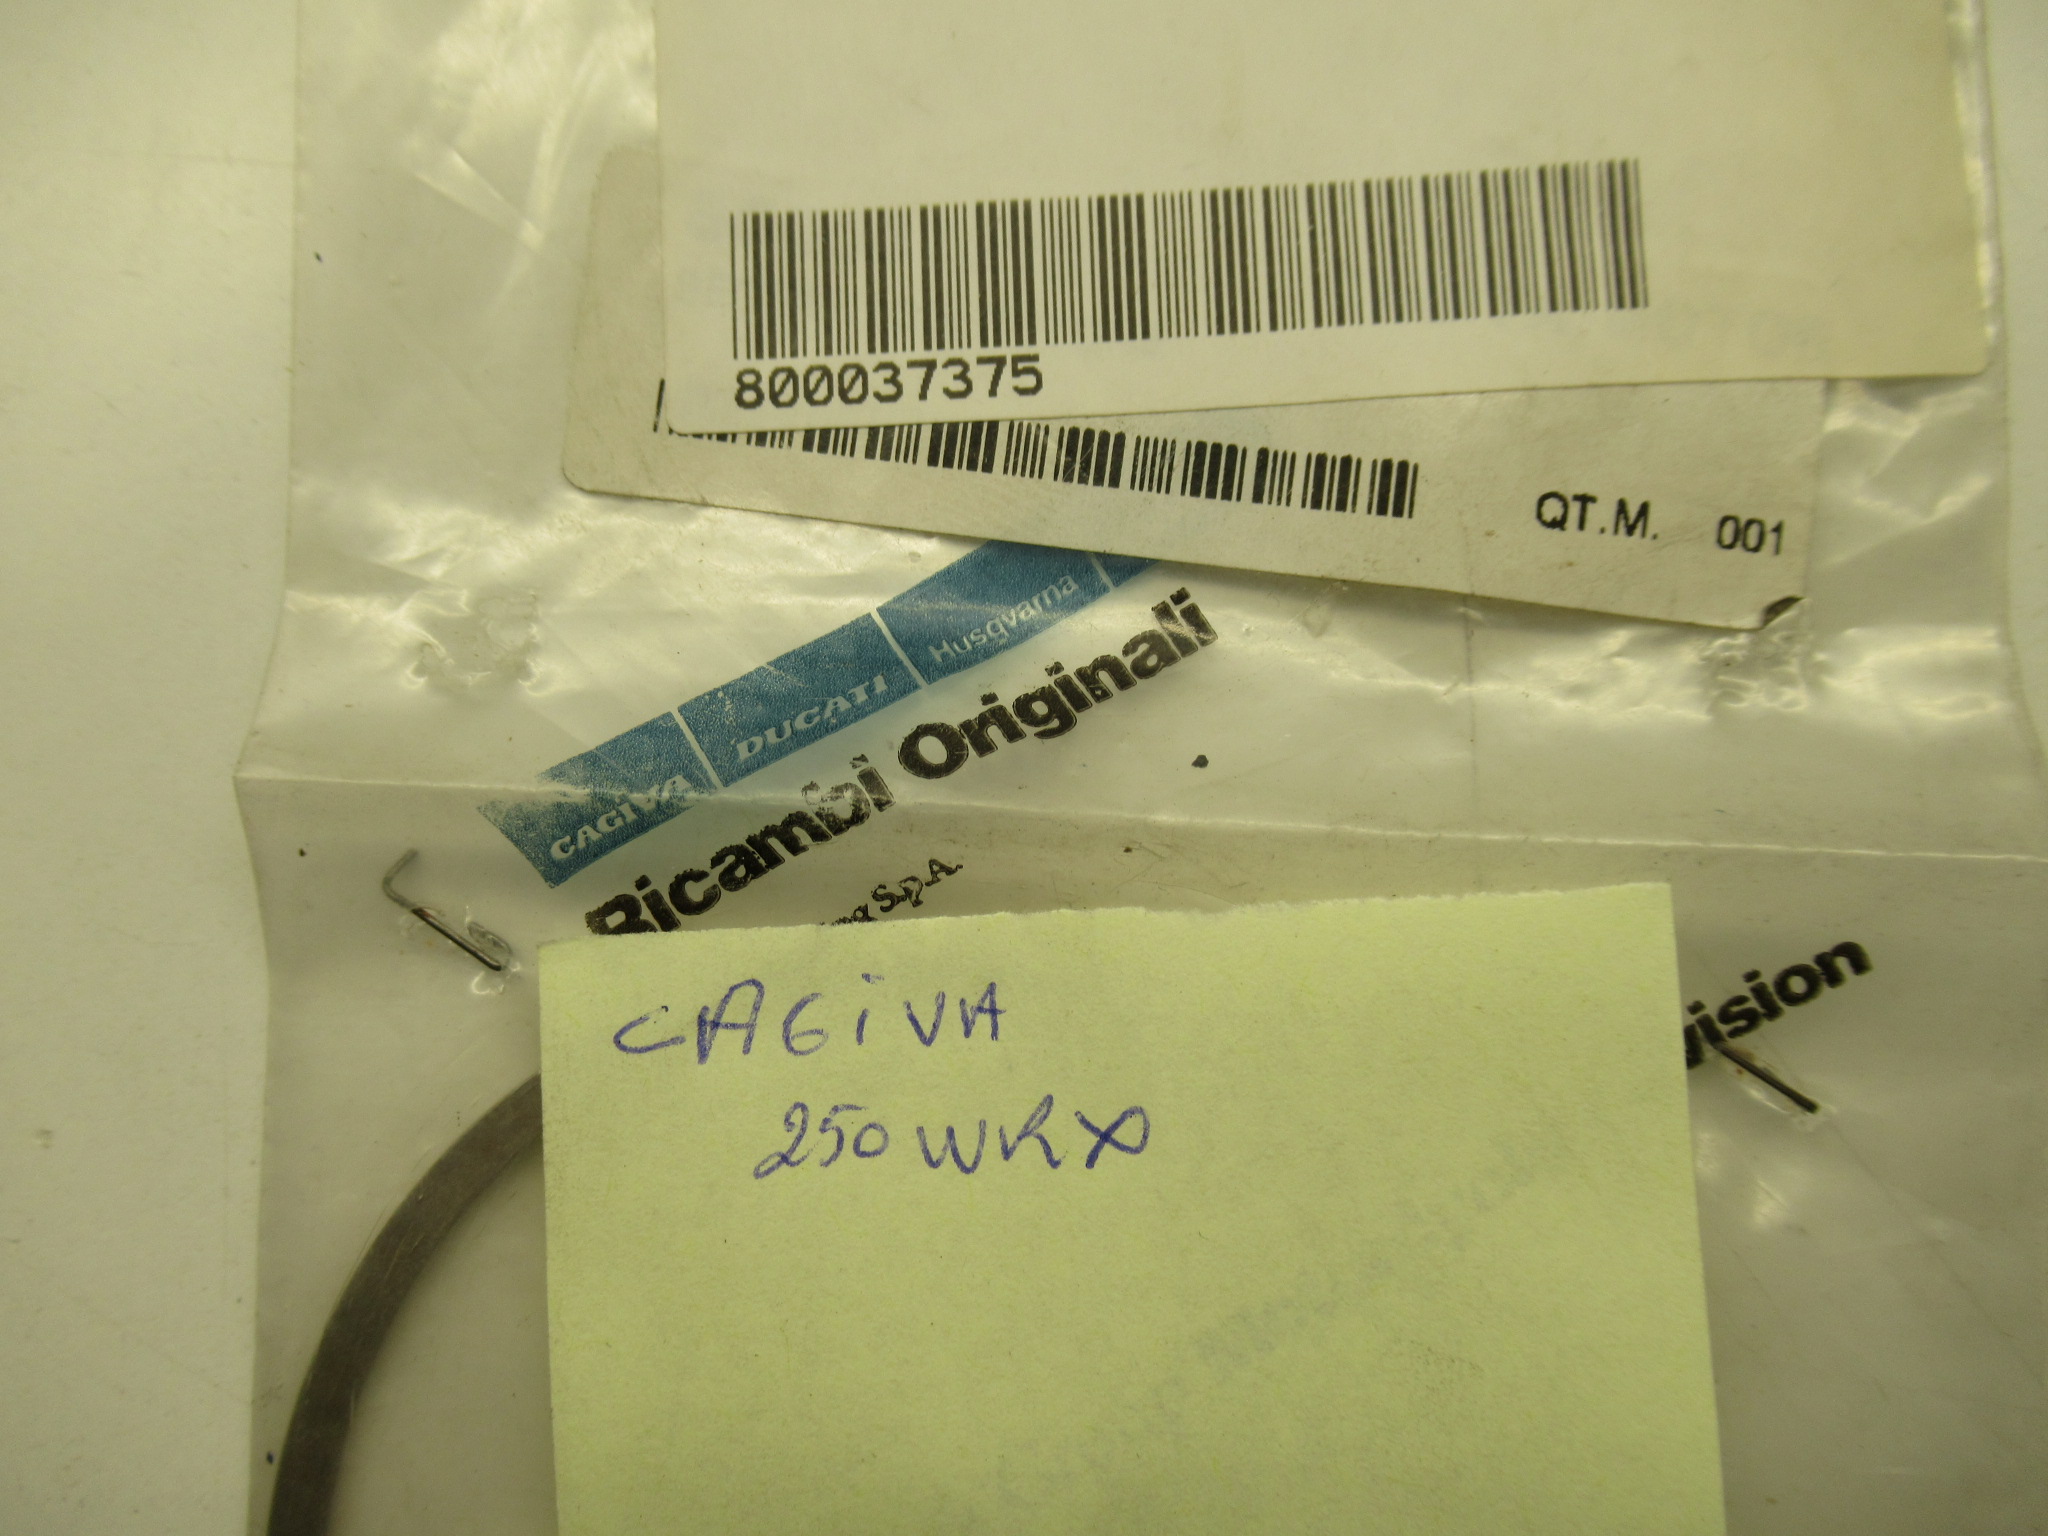 800037375
QT.M. 001
CAGIVA DUCATI Husqvarna
Ricambi Originali
S.p.A.
vision
CAGiVA
250 WRX